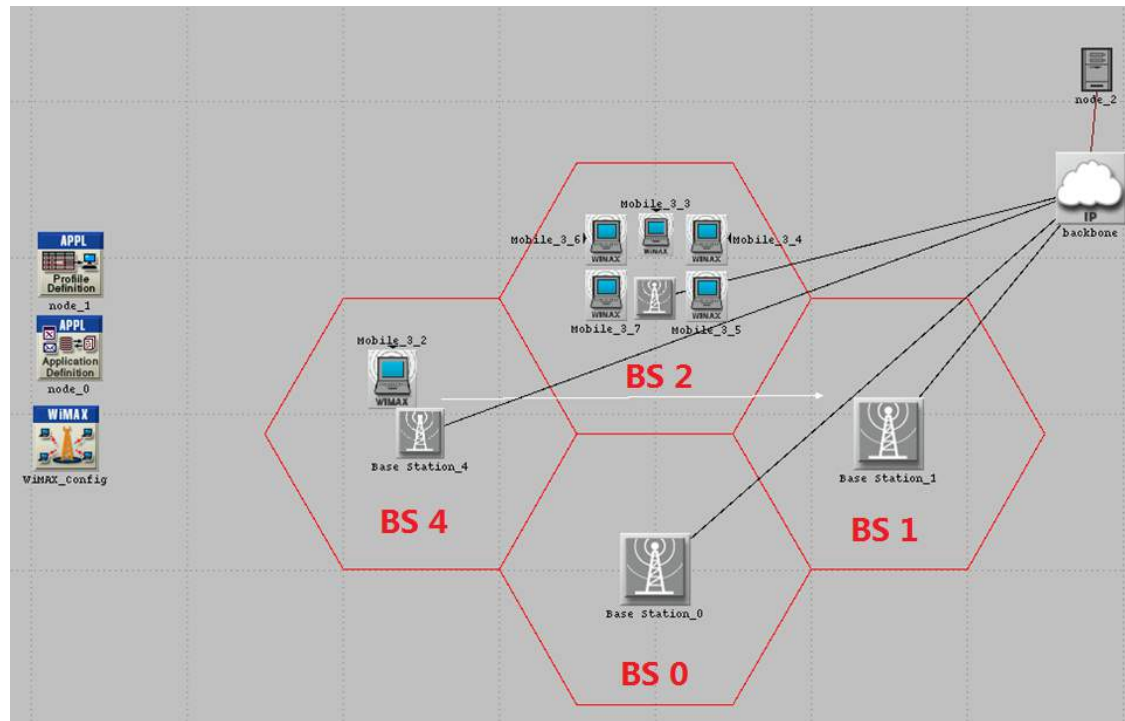 node_2
IP
backbone
Mobile_3_3
Mobile_3_6
WiMAX
WiMAX
WiMAX
Mobile_3_4
WiMAX
WiMAX
Mobile_3_7
Mobile_3_5
BS 2
APPL
Profile
Definition
node_1
APPL
Application
Definition
node_0
WiMAX
WiMAX_Config
Mobile_3_2
WiMAX
Base Station_4
BS 4
Base Station_1
BS 1
Base Station_0
BS 0